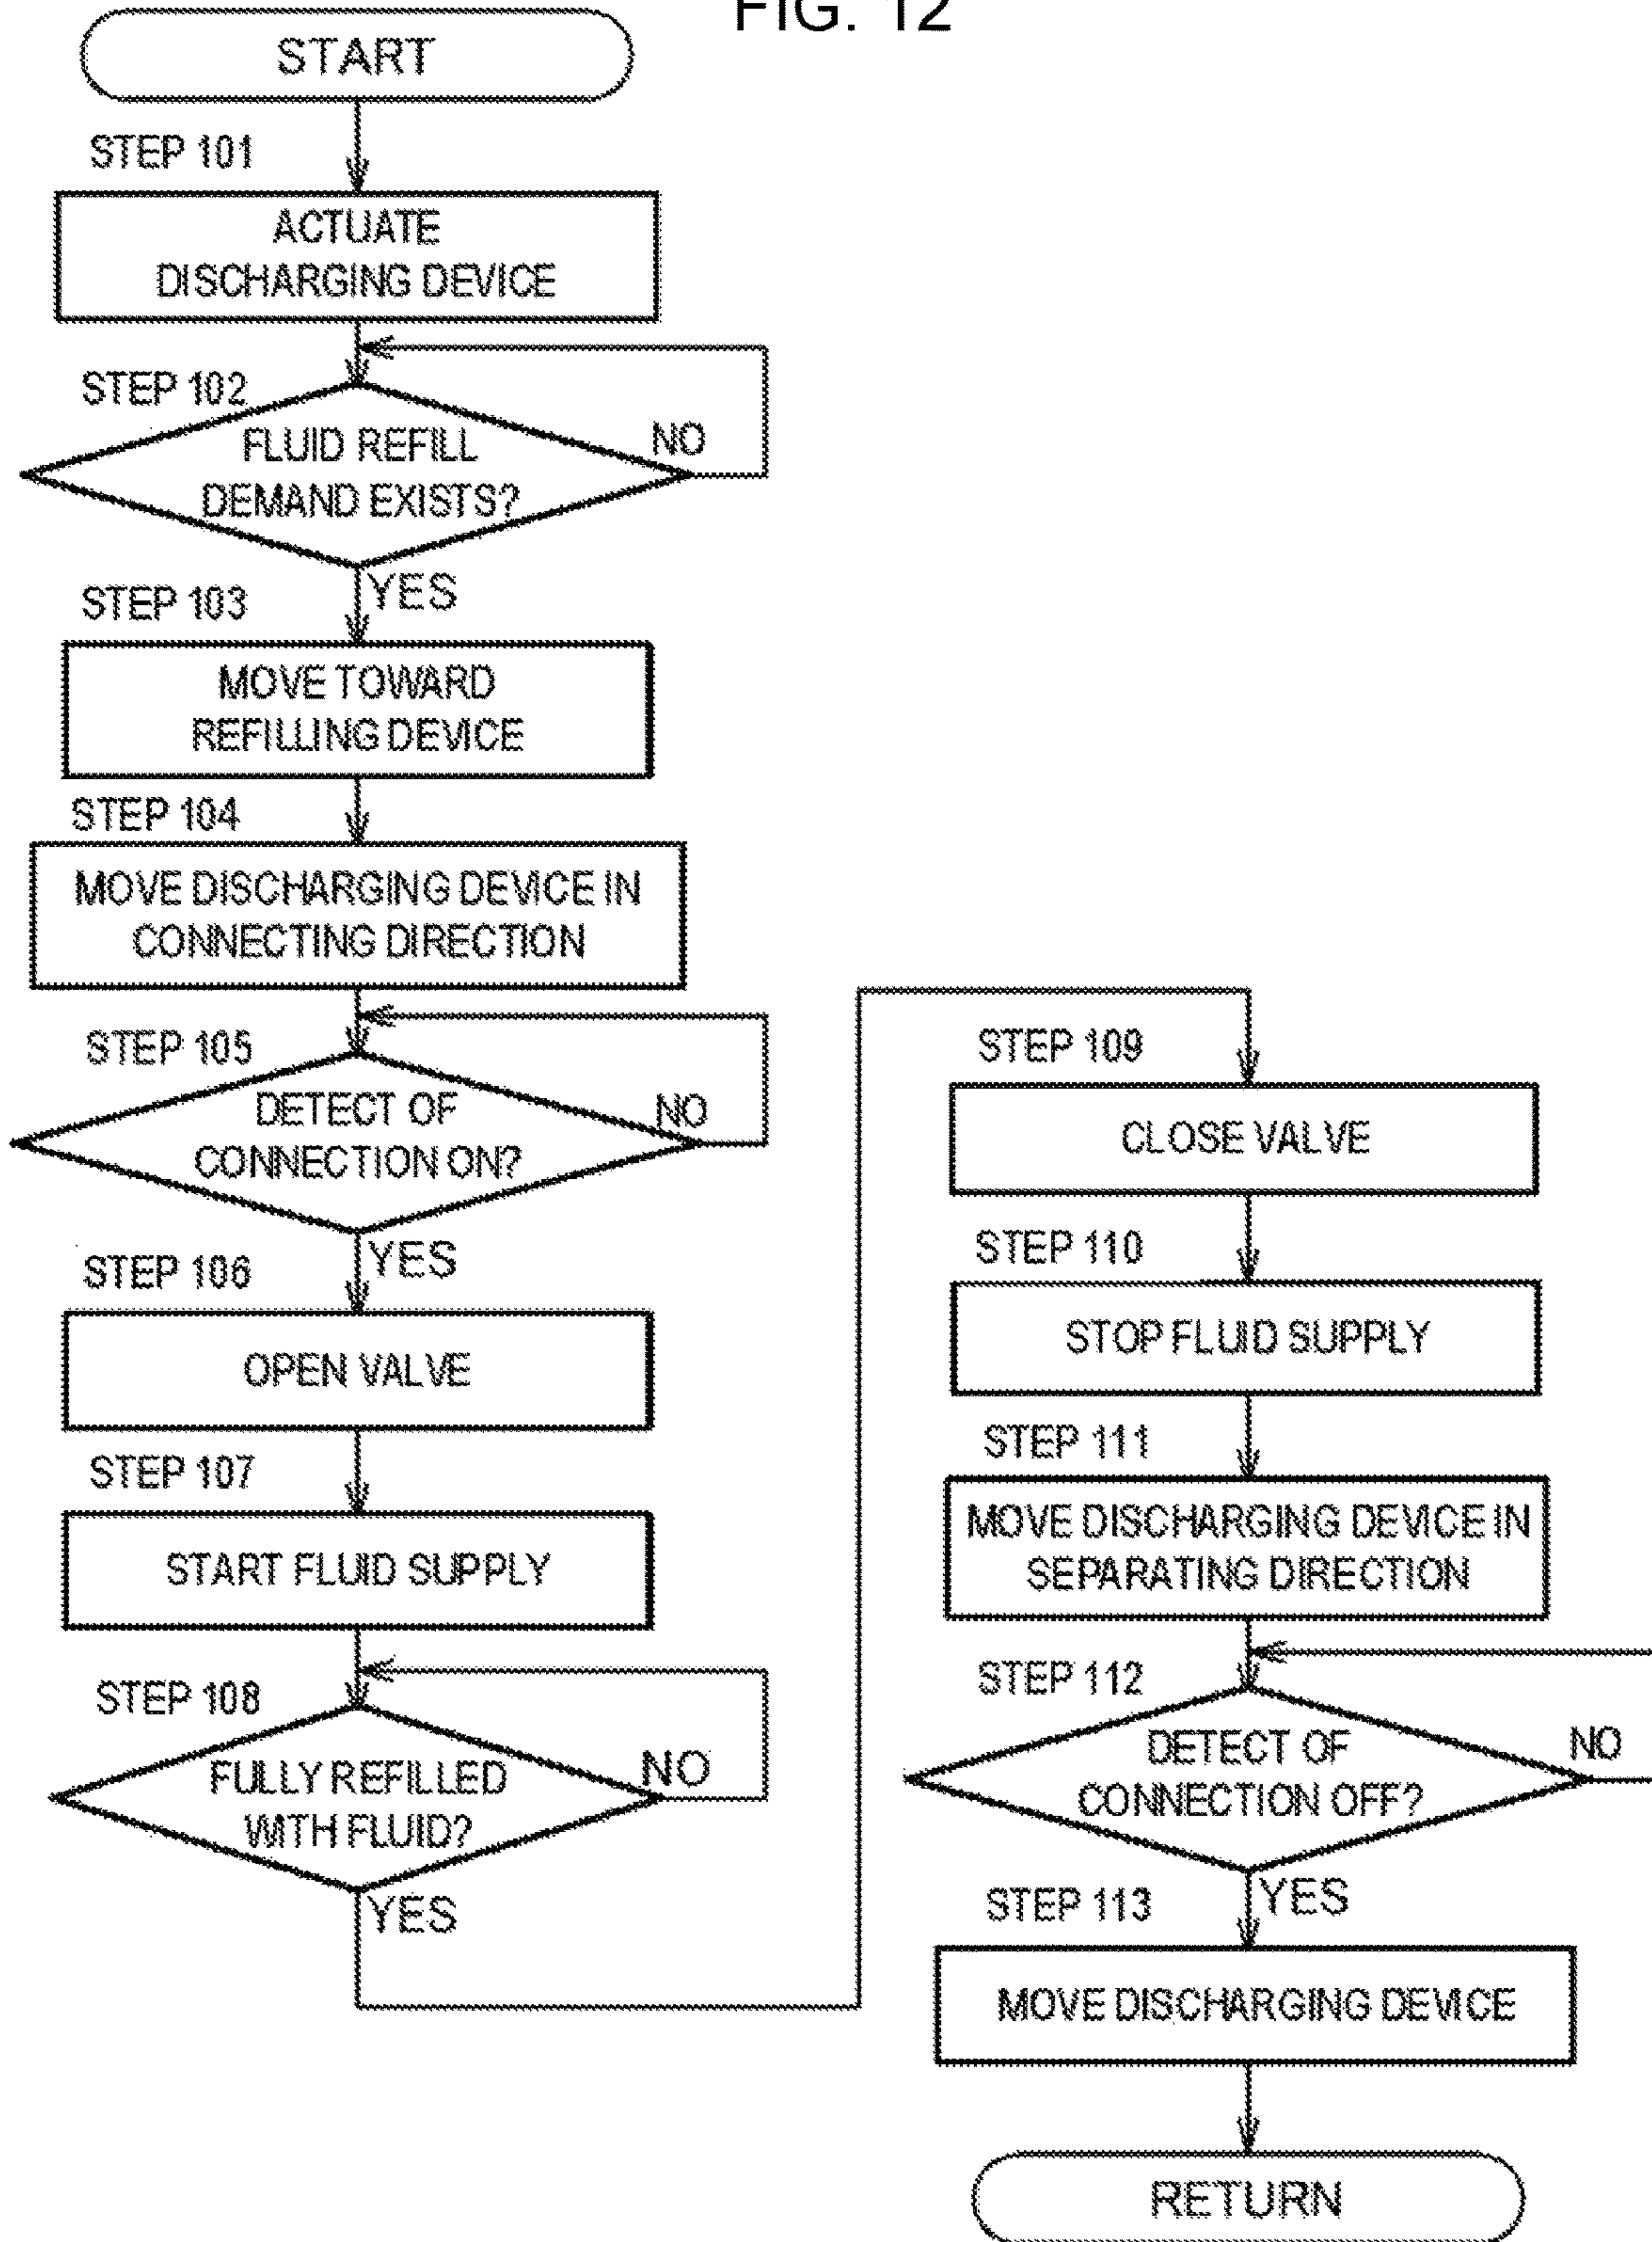 FIG. 12
START
STEP 101
ACTUATE
DISCHARGING DEVICE
STEP 102
FLUID REFILL
DEMAND EXISTS?
NO
YES
STEP 103
MOVE TOWARD
REFILLING DEVICE
STEP 104
MOVE DISCHARGING DEVICE IN
CONNECTING DIRECTION
STEP 105
DETECT OF
CONNECTION ON?
NO
YES
STEP 106
OPEN VALVE
STEP 107
START FLUID SUPPLY
STEP 108
FULLY REFILLED
WITH FLUID?
NO
YES
STEP 109
CLOSE VALVE
STEP 110
STOP FLUID SUPPLY
STEP 111
MOVE DISCHARGING DEVICE IN
SEPARATING DIRECTION
STEP 112
DETECT OF
CONNECTION OFF?
NO
YES
STEP 113
MOVE DISCHARGING DEVICE
RETURN